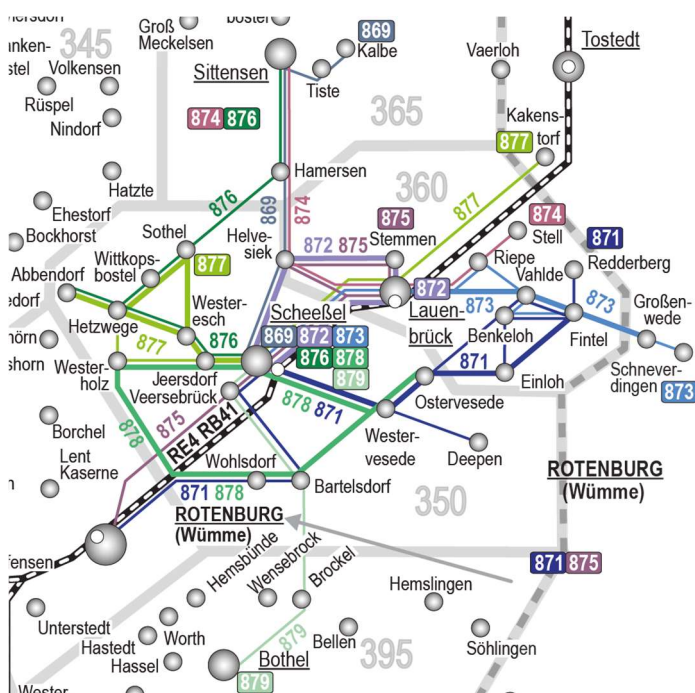 Groß
Meckelsen
869
Kalbe
Tostedt
345
Volkensen
Sittensen
Tiste
Vaerloh
Rüspel
Nindorf
874 876
365
Kakens-
torf
877
Hatzte
Hamersen
360
876
869
874
877
Ehestorf
Bockhorst
Sothel
Helve-
siek
872 875
875
Stemmen
874
Stell
871
Redderberg
Wittkops-
bostel
877
Abbendorf
Riepe
Vahlde
872
873
873
Großen-
wede
Hetzwege
Wester-
esch
Scheeßel
869 872 873
876 878
879
Lauen-
brück
Benkeloh
Fintel
876
877
Wester-
holz
Jeersdorf
Veersebrück
871
Einloh
Schnever-
dingen
873
878
875
RE4 RB41
878 871
Ostervesede
Borchel
Wester-
vesede
Deepen
Lent
Kaserne
Wohlsdorf
871 878
Bartelsdorf
ROTENBURG
(Wümme)
350
ROTENBURG
(Wümme)
Hemsbünde
Wensebrock
Brockel
871 875
Hemslingen
Unterstedt
Hastedt
Worth
Hassel
879
Bellen
Söhlingen
Bothel
879
395